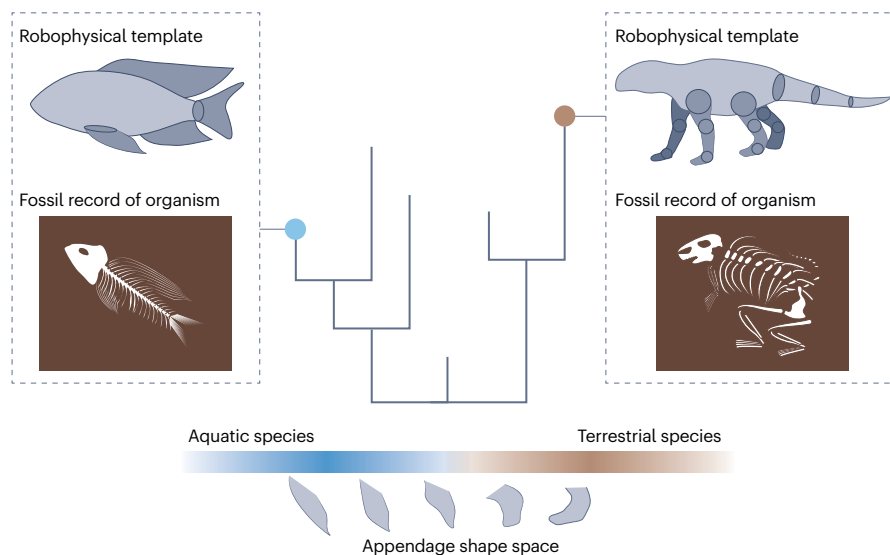 Robophysical template
Fossil record of organism
Robophysical template
Fossil record of organism
Aquatic species
Terrestrial species
Appendage shape space